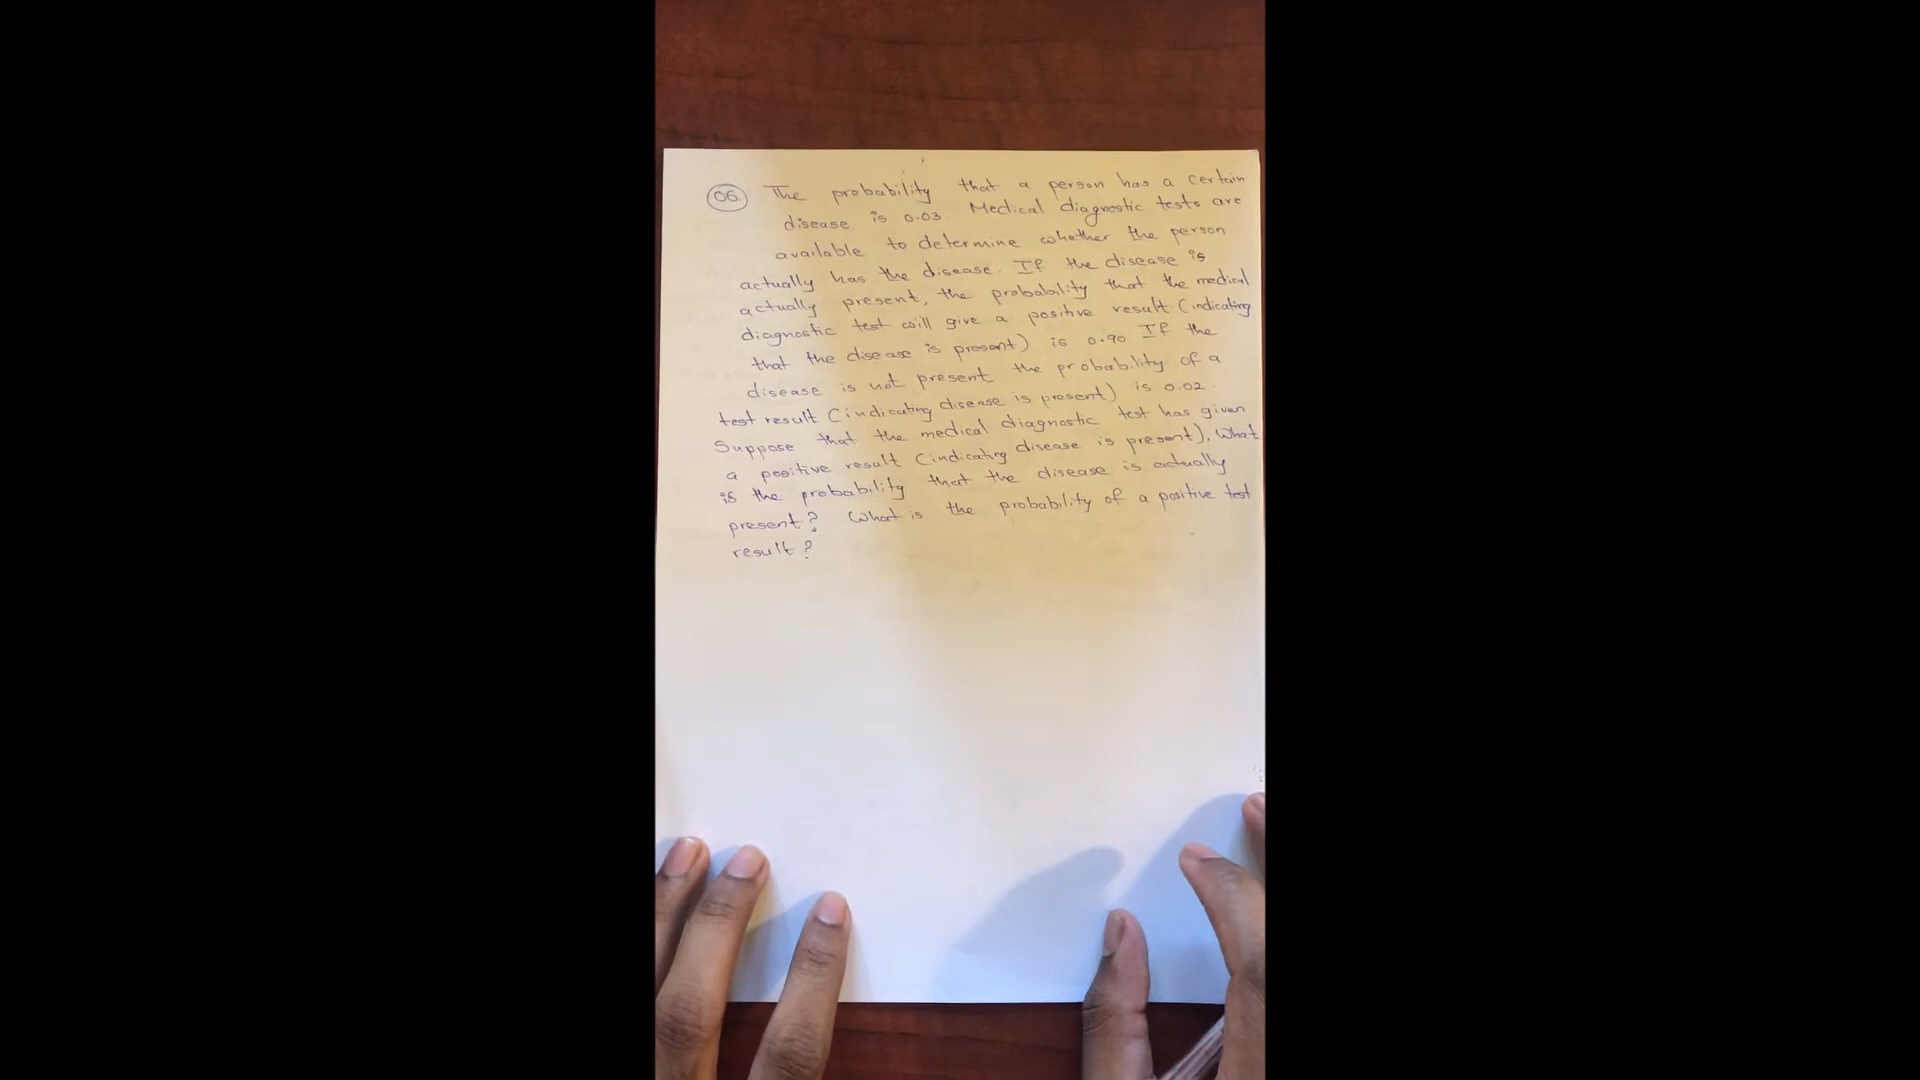 06. The probability that a person has a certain
disease is 0.03. Medical diagnostic tests are
available to determine whether the person
actually has the disease. If the disease is
actually present, the probability that the medical
diagnostic test will give a positive result (indicating
that the disease is present) is 0.90 If the
disease is not present the probability of a
test result (indicating disease is present) is 0.02.
Suppose that the medical diagnostic test has given
a positive result (indicating disease is present). What
is the probability that the disease is actually
present? What is the probability of a positive test
result?